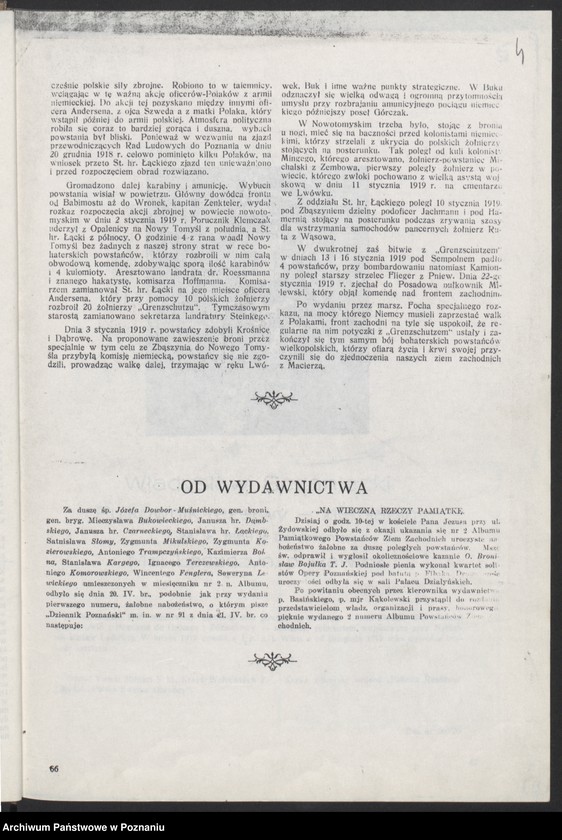 4
cześnie polskie siły zbrojne. Robiono to w tajemnicy,
wciągając w tę ważną akcję oficerów-Polaków z armii
niemieckiej. Do akcji tej pozyskano między innymi ofi-
cera Andersena, z ojca Szweda a z matki Polaka, który
wstąpił później do armii polskiej. Atmosfera polityczna
robiła się coraz to bardziej gorąca i duszna, wybuch
powstania był bliski. Ponieważ w wezwaniu na zjazd
przewodniczących Rad Ludowych do Poznania w dniu
20 grudnia 1918 r. celowo pominięto kilku Polaków, na
wniosek przeto St. hr. Łąckiego zjazd ten unieważniono
i przed rozpoczęciem obrad rozwiązano.
Gromadzono dalej karabiny i amunicję. Wybuch
powstania wisiał w powietrzu. Główny dowódca frontu
od Babimostu aż do Wronek, kapitan Zenkteler, wydał
rozkaz rozpoczęcia akcji zbrojnej w powiecie nowoto-
myskim w dniu 2 stycznia 1919 r. Porucznik Klemczak
uderzył z Opalenicy na Nowy Tomyśl z południa, a St.
hr. Łącki z północy. O godzinie 4-z rana wpadł Nowy
Tomyśl bez żadnych z naszej strony strat w ręce bo-
haterskich powstańców, którzy rozbroili w nim całą
obwodową komendę, zdobywając sporą ilość karabinów
i 4 kulomioty. Aresztowano landrata dr. Roessmanna
i znanego hakatystę, komisarza Hoffmannu. Komisa-
rzem zamianował St. hr. Łącki na jego miejsce oficera
Andersena, który przy pomocy 10 polskich żołnierzy
rozbroił 20 żołnierzy „Grenzschutzu". Tymczasowym
starostą zamianowano sekretarza landratury Steinkego.
Dnia 3 stycznia 1919 r. powstańcy zdobyli Krośnicę
i Dąbrowę. Na proponowane zawieszenie broni przez
specjalnie w tym celu ze Zbąszynia do Nowego Tomy-
śla przybyłą komisję niemiecką, powstańcy się nie zgo-
dzili, prowadząc walkę dalej, trzymając w ręku Lwó-
wek, Buk i inne ważne punkty strategiczne. W Buku
odznaczył się wielką odwagą i ogromną przytomnością
umysłu przy rozbrajaniu amunicyjnego pociągu niemiec-
kiego późniejszy poseł Górczak.
W Nowotomyskim trzeba było, stojąc z bronią
u nogi, mieć się na baczności przed kolonistami niemiec-
kimi, którzy strzelali z ukrycia do polskich żołnierzy
stojących na posterunku. Tak poległ od kuli kolonisty
Mingego, którego aresztowano, żołnierz-powstaniec Mi-
chalski z Zembowa, pierwszy poległy żołnierz w po-
wiecie, którego zwłoki pochowano z wielką asystą woj-
skową w dniu 11 stycznia 1919 r. na cmentarzu
we Lwówku.
Z oddziału St. hr. Łąckiego poległ 10 stycznia 1919
pod Zbąszyniem dzielny podoficer Jachmann i pod Ha-
mernią stojący na posterunku podczas zrywania szosy
dla wstrzymania samochodów pancernych żołnierz Ru-
ta z Wąsowa.
W dwukrotnej zaś bitwie z „Grenzschutzem"
w dniach 13 i 16 stycznia 1919 pod Sempolnem padło
4 powstańców, przy bombardowaniu natomiast Kamion-
ny poległ starszy strzelec Flieger z Pniew. Dnia 22-go
stycznia 1919 r. zjechał do Posadowa pułkownik Mi-
lewski, który objął komendę nad frontem zachodnim.
Po wydaniu przez marsz. Focha specjalnego roz-
kazu, na mocy którego Niemcy musieli zaprzestać walk
z Polakami, front zachodni na tyle się uspokoił, że re-
gularne na nim potyczki z „Grenzschutzem" ustały i za-
kończył się tym samym bój bohaterskich powstańców
wielkopolskich, którzy ofiarą życia i krwi swojej przy-
czynili się do zjednoczenia naszych ziem zachodnich
z Macierzą.
OD WYDAWNICTWA
Za duszę śp. Józefa Dowbor-Muśnickiego, gen. broni,
gen. bryg. Mieczysława Bukowieckiego, Janusza hr. Dąmb-
skiego, Janusza hr. Czarneckiego, Stanisława hr. Łackiego,
Satnisława Słomy, Zygmunta Mikulskiego, Zygmunta Ko-
zierowskiego, Antoniego Trampczyńskiego, Kazimierza Bol-
na, Stanisława Karpego, Ignacego Terezewskiego, Anto-
niego Komorowskiego, Wincentego Fenglera, Seweryna Le-
wickiego umieszczonych w miesięczniku nr 2 n. Albumu,
odbyło się dnia 20. IV. br., podobnie jak przy wydaniu
pierwszego numeru, żałobne nabożeństwo, o którym pisze
„Dziennik Poznański" m. in. w nr 91 z dnia 21. IV. br. co
następuje:
„NA WIECZNĄ RZECZY PAMIĄTKĘ.
Dzisiaj o godz. 10-tej w kościele Pana Jezusa przy ul.
Żydowskiej odbyło się z okazji ukazania się nr 2 Albumu
Pamiątkowego Powstańców Ziem Zachodnich uroczyste na-
bożeństwo żałobne za duszę poległych powstańców. Mszę
św. odprawił i wygłosił okolicznościowe kazanie O. Broni-
sław Bojułka T. J. Podniosłe pienia wykonał kwartet soli-
stów Opery Poznańskiej pod batutą p.
uroczystości odbyła się w sali Pałacu Działyńskich.
Po powitaniu obecnych przez kierownika wydawnictwa
p. Basińskiego, p. mjr Kąkolewski przystąpił do
przedstawicielom władz, organizacji i prasy, honorowego
pięknie wydanego 2 numeru Albumu Powstańców Ziem
chodnich.
66
Archiwum Państwowe w Poznaniu